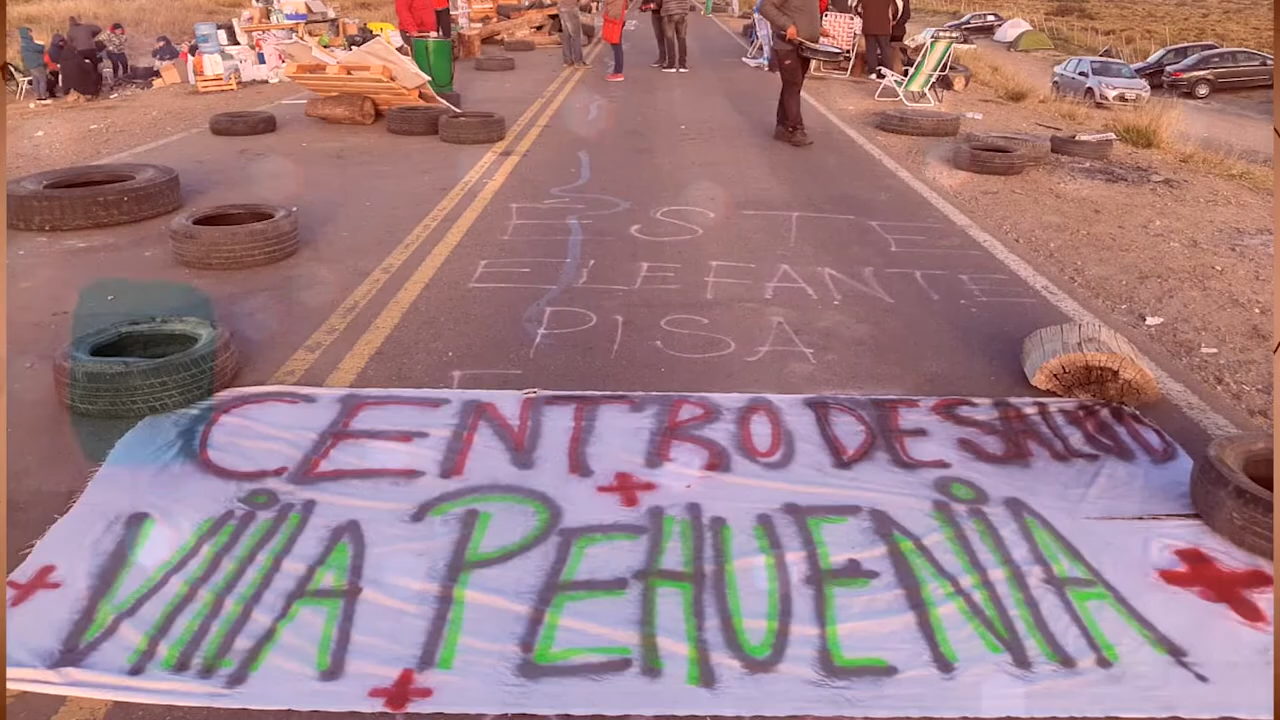 ESTE
ELEFANTE
PISA
CENTRO DE SALUD
VillA PEHUENiA